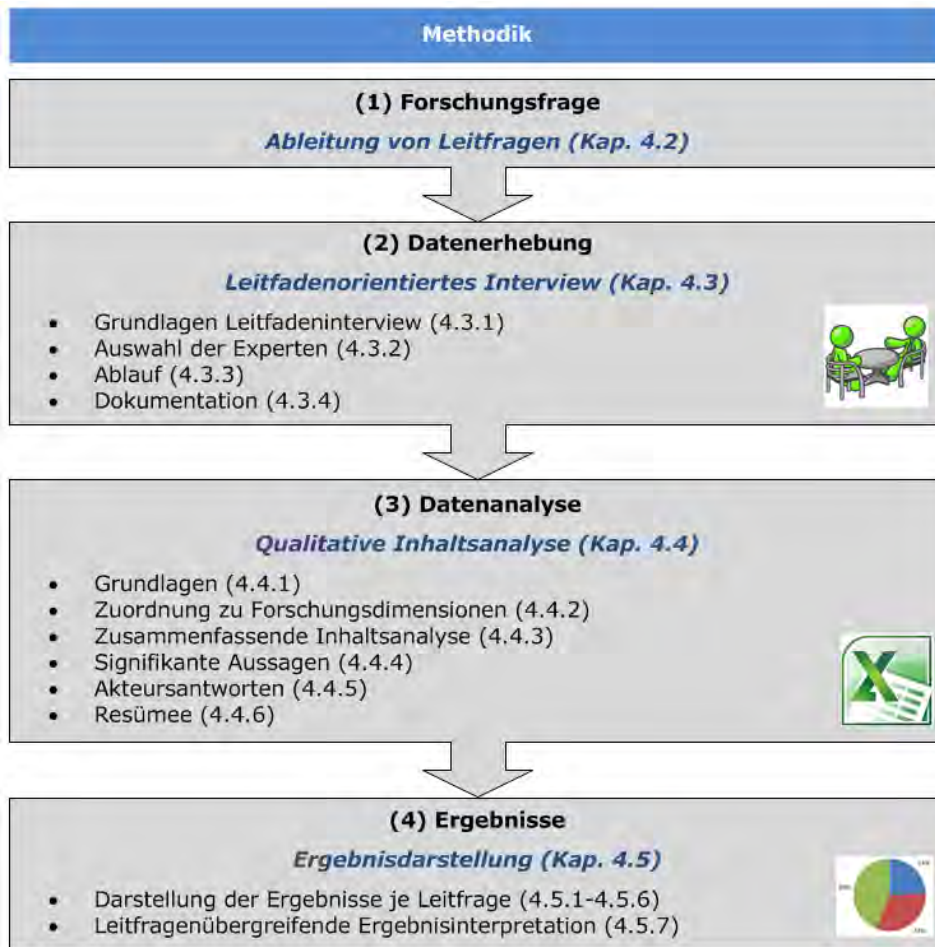 Methodik
(1) Forschungsfrage
Ableitung von Leitfragen (Kap. 4.2)
(2) Datenerhebung
Leitfadenorientiertes Interview (Kap. 4.3)
• Grundlagen Leitfadeninterview (4.3.1)
• Auswahl der Experten (4.3.2)
• Ablauf (4.3.3)
• Dokumentation (4.3.4)
(3) Datenanalyse
Qualitative Inhaltsanalyse (Kap. 4.4)
• Grundlagen (4.4.1)
• Zuordnung zu Forschungsdimensionen (4.4.2)
• Zusammenfassende Inhaltsanalyse (4.4.3)
• Signifikante Aussagen (4.4.4)
• Akteursantworten (4.4.5)
• Resümee (4.4.6)
(4) Ergebnisse
Ergebnisdarstellung (Kap. 4.5)
• Darstellung der Ergebnisse je Leitfrage (4.5.1-4.5.6)
• Leitfragenübergreifende Ergebnisinterpretation (4.5.7)